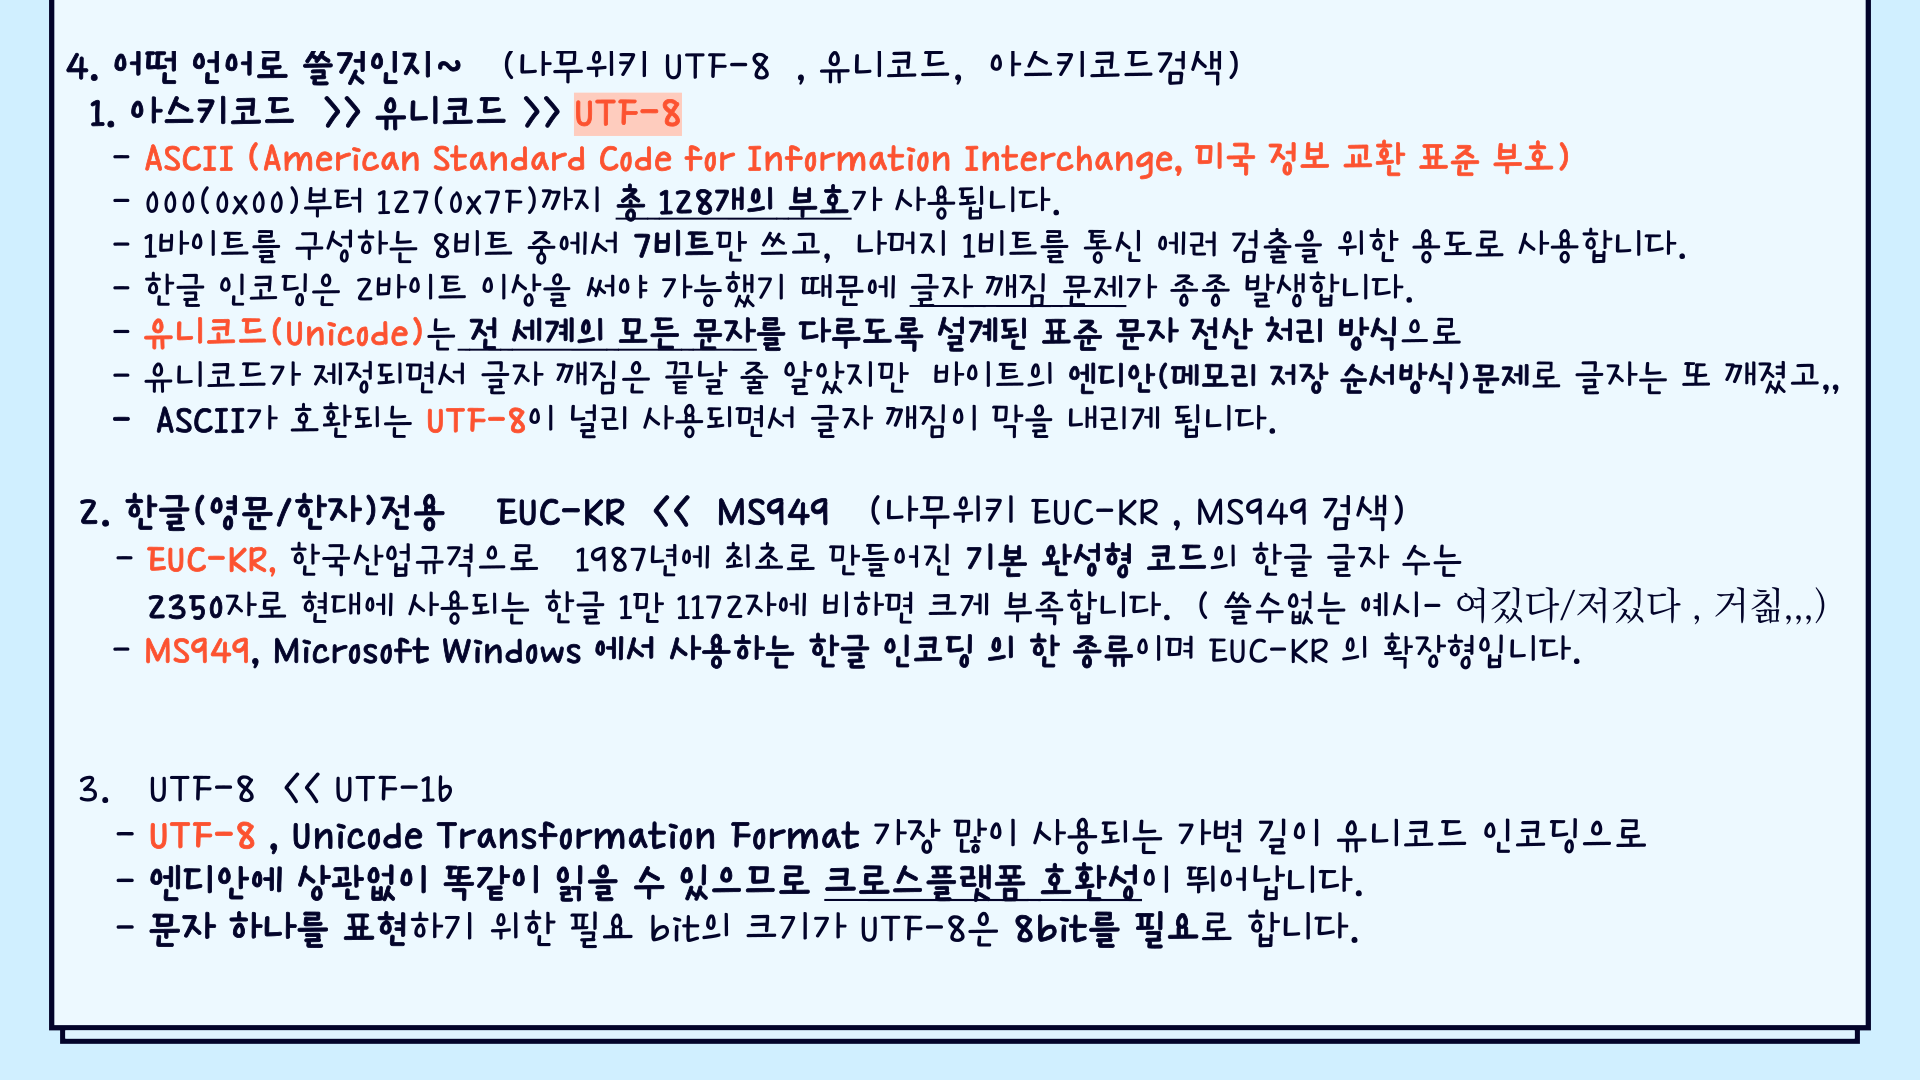 4. 어떤 언어로 쓸것인지~ (나무위키 UTF-8 , 유니코드, 아스키코드검색)
1. 아스키코드 >> 유니코드 >> UTF-8
- ASCII (American Standard Code for Information Interchange, 미국 정보 교환 표준 부호)
- 000(0x00)부터 127(0x7F)까지 총 128개의 부호가 사용됩니다.
- 1바이트를 구성하는 8비트 중에서 7비트만 쓰고, 나머지 1비트를 통신 에러 검출을 위한 용도로 사용합니다.
- 한글 인코딩은 2바이트 이상을 써야 가능했기 때문에 글자 깨짐 문제가 종종 발생합니다.
- 유니코드(Unicode)는 전 세계의 모든 문자를 다루도록 설계된 표준 문자 전산 처리 방식으로
- 유니코드가 제정되면서 글자 깨짐은 끝날 줄 알았지만 바이트의 엔디안(메모리 저장 순서방식)문제로 글자는 또 깨졌고,,
- ASCII가 호환되는 UTF-8이 널리 사용되면서 글자 깨짐이 막을 내리게 됩니다.
2. 한글(영문/한자)전용 EUC-KR << MS949 (나무위키 EUC-KR , MS949 검색)
- EUC-KR, 한국산업규격으로 1987년에 최초로 만들어진 기본 완성형 코드의 한글 글자 수는
2350자로 현대에 사용되는 한글 1만 1172자에 비하면 크게 부족합니다. ( 쓸수없는 예시- 여깄다/저깄다 , 거칢,,,)
- MS949, Microsoft Windows 에서 사용하는 한글 인코딩 의 한 종류이며 EUC-KR 의 확장형입니다.
3. UTF-8 << UTF-16
- UTF-8 , Unicode Transformation Format 가장 많이 사용되는 가변 길이 유니코드 인코딩으로
- 엔디안에 상관없이 똑같이 읽을 수 있으므로 크로스플랫폼 호환성이 뛰어납니다.
- 문자 하나를 표현하기 위한 필요 bit의 크기가 UTF-8은 8bit를 필요로 합니다.